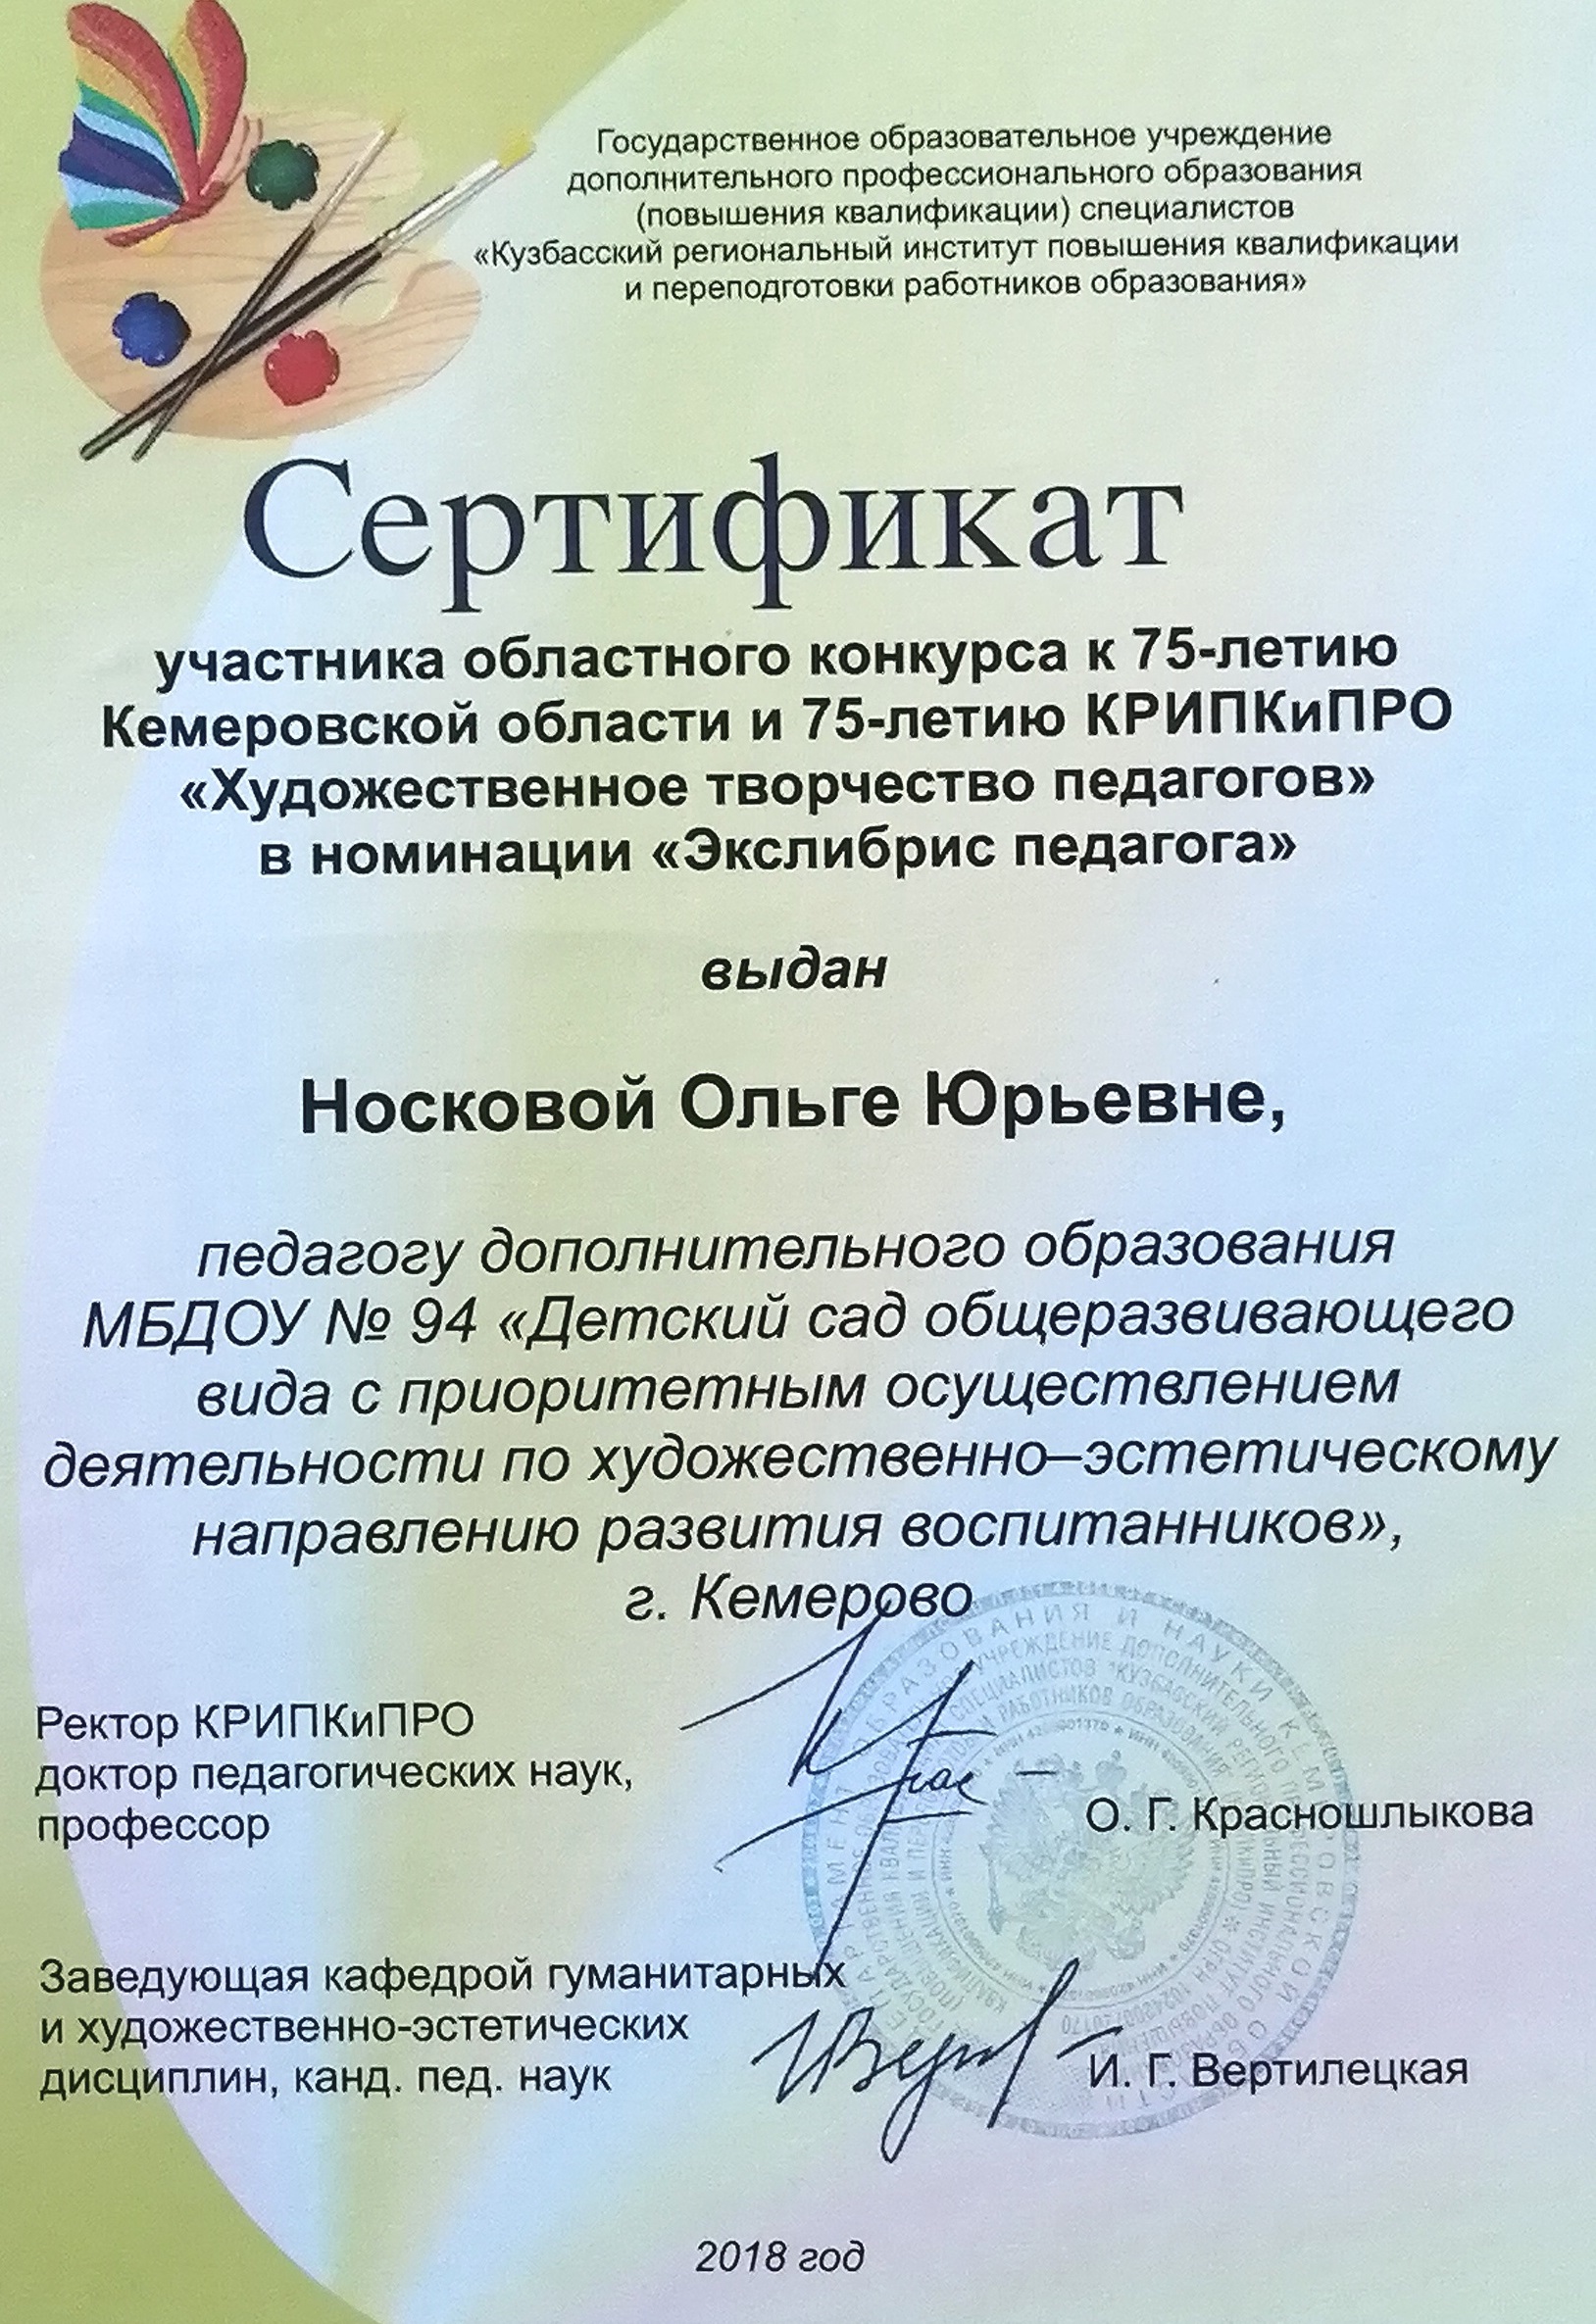 Государственное образовательное учреждение
дополнительного профессионального образования
(повышения квалификации) специалистов
«Кузбасский региональный институт повышения квалификации
и переподготовки работников образования»
Сертификат
участника областного конкурса к 75-летию
Кемеровской области и 75-летию КРИПКиПРО
«Художественное творчество педагогов»
в номинации «Экслибрис педагога»
выдан
Носковой Ольге Юрьевне,
педагогу дополнительного образования
МБДОУ № 94 «Детский сад общеразвивающего
вида с приоритетным осуществлением
деятельности по художественно–эстетическому
направлению развития воспитанников»,
г. Кемерово
Ректор КРИПКиПРО
доктор педагогических наук,
профессор
О. Г. Красношлыкова
Заведующая кафедрой гуманитарных
и художественно-эстетических
дисциплин, канд. пед. наук
И. Г. Вертилецкая
2018 год